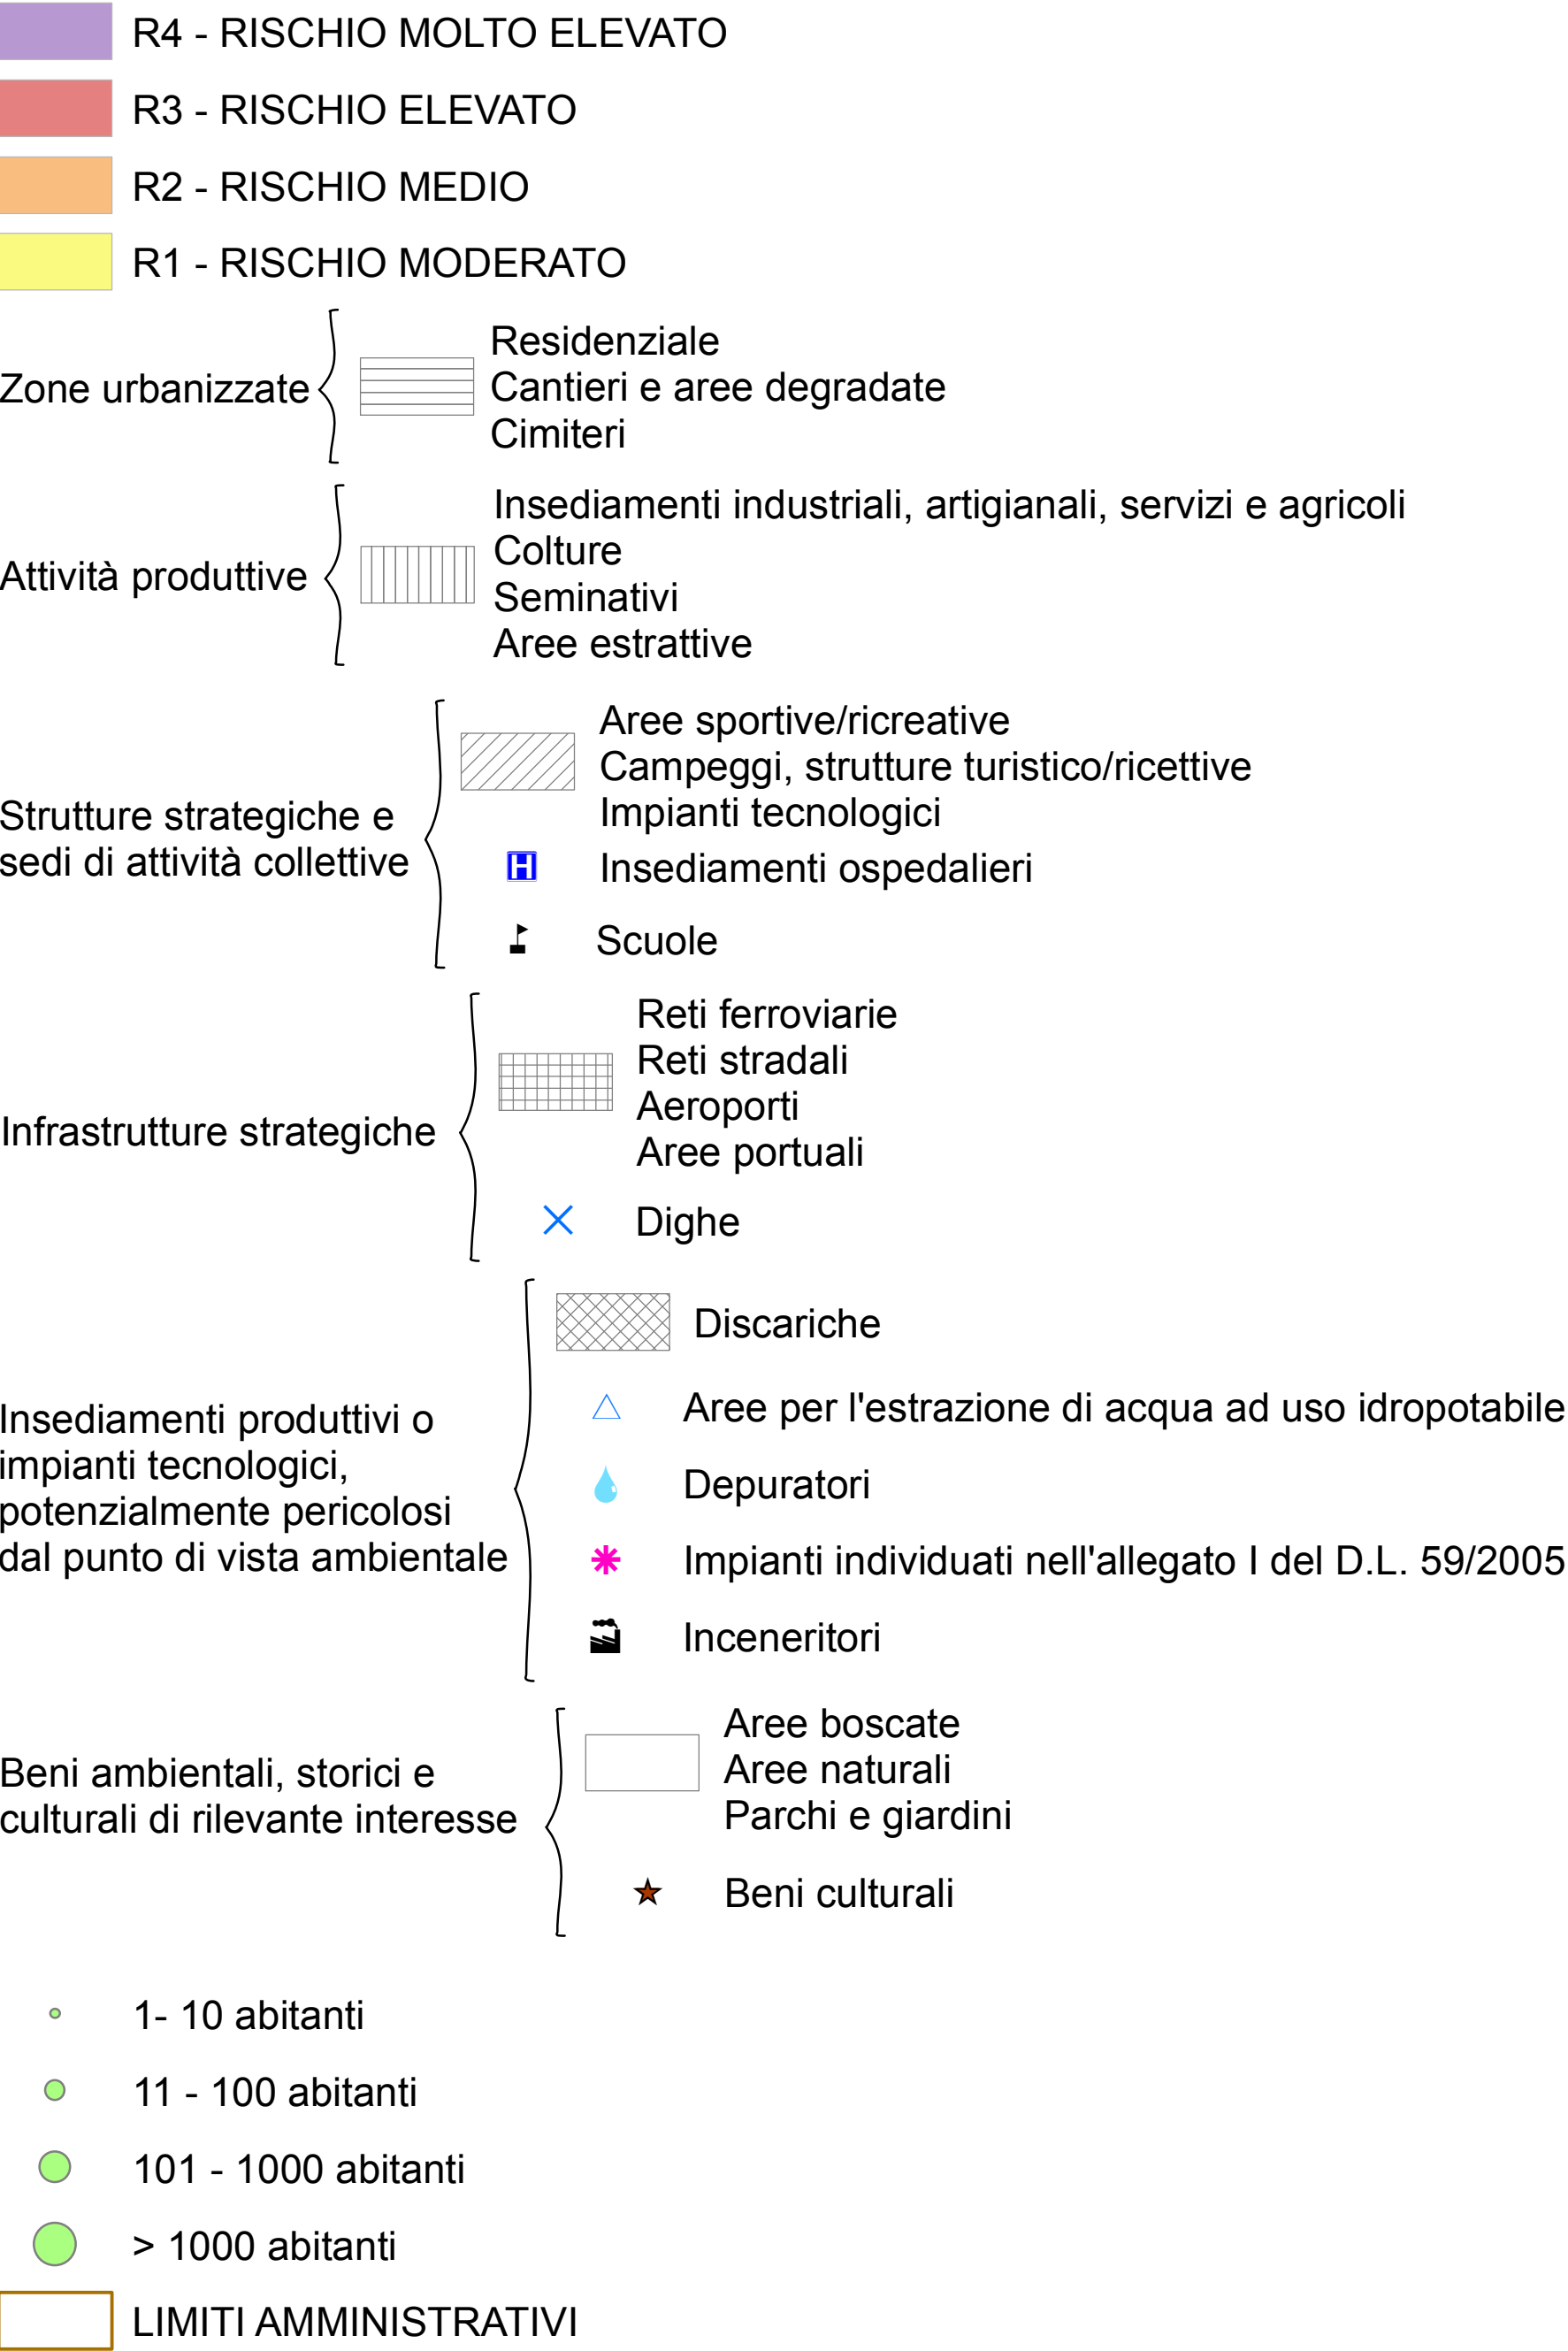 R4 - RISCHIO MOLTO ELEVATO
R3 - RISCHIO ELEVATO
R2 - RISCHIO MEDIO
R1 - RISCHIO MODERATO
Zone urbanizzate
Residenziale
Cantieri e aree degradate
Cimiteri
Attività produttive
Insediamenti industriali, artigianali, servizi e agricoli
Colture
Seminativi
Aree estrattive
Strutture strategiche e
sedi di attività collettive
Aree sportive/ricreative
Campeggi, strutture turistico/ricettive
Impianti tecnologici
H
Insediamenti ospedalieri
Scuole
Infrastrutture strategiche
Reti ferroviarie
Reti stradali
Aeroporti
Aree portuali
Dighe
Insediamenti produttivi o
impianti tecnologici,
potenzialmente pericolosi
dal punto di vista ambientale
Discariche
Aree per l'estrazione di acqua ad uso idropotabile
Depuratori
Impianti individuati nell'allegato I del D.L. 59/2005
Inceneritori
Beni ambientali, storici e
culturali di rilevante interesse
Aree boscate
Aree naturali
Parchi e giardini
Beni culturali
1- 10 abitanti
11 - 100 abitanti
101 - 1000 abitanti
> 1000 abitanti
LIMITI AMMINISTRATIVI